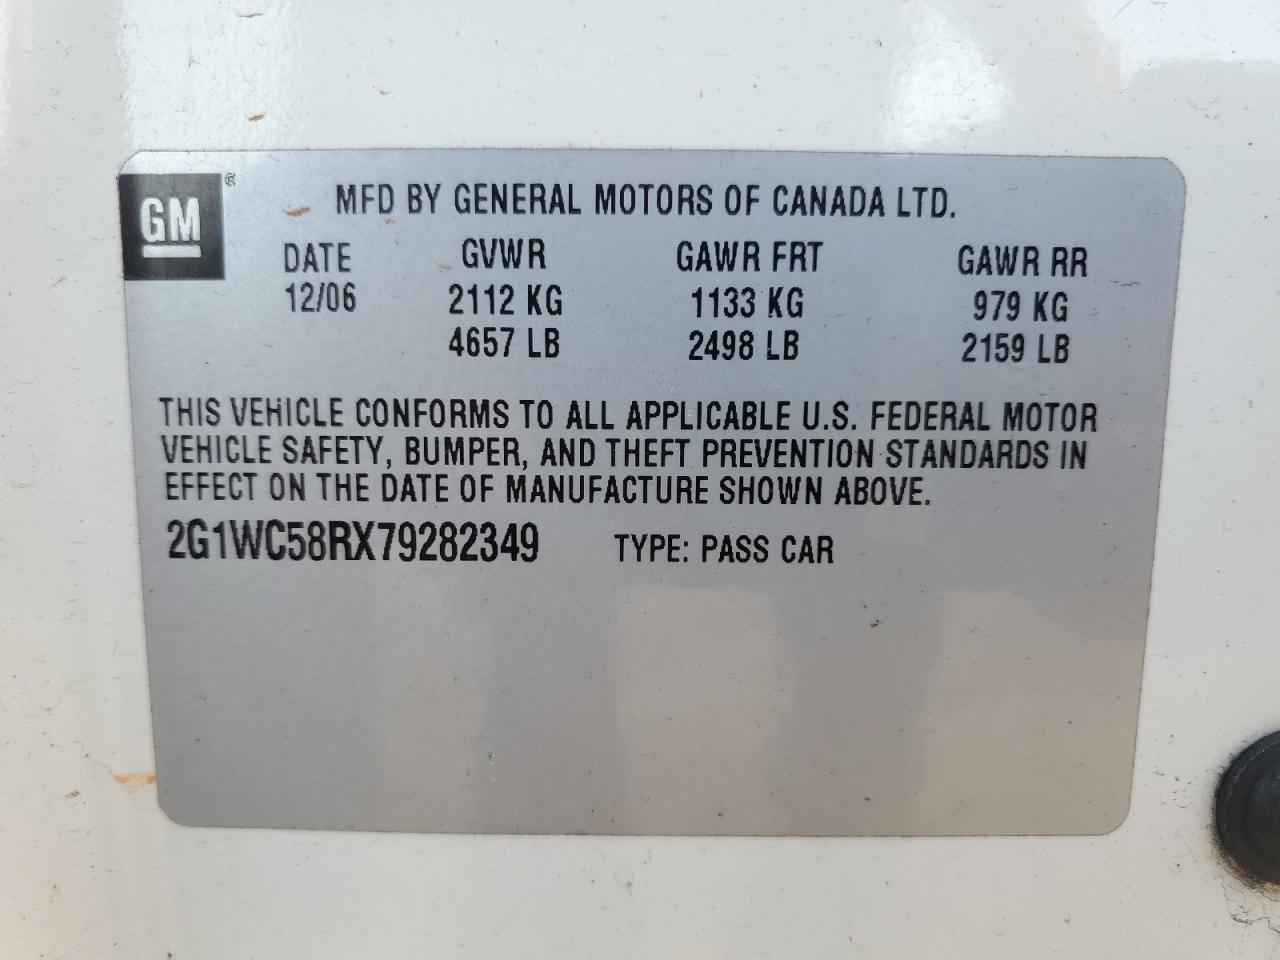 GM®
MFD BY GENERAL MOTORS OF CANADA LTD.
DATE GVWR GAWR FRT GAWR RR
12/06 2112 KG 1133 KG 979 KG
4657 LB 2498 LB 2159 LB
THIS VEHICLE CONFORMS TO ALL APPLICABLE U.S. FEDERAL MOTOR
VEHICLE SAFETY, BUMPER, AND THEFT PREVENTION STANDARDS IN
EFFECT ON THE DATE OF MANUFACTURE SHOWN ABOVE.
2G1WC58RX79282349 TYPE: PASS CAR